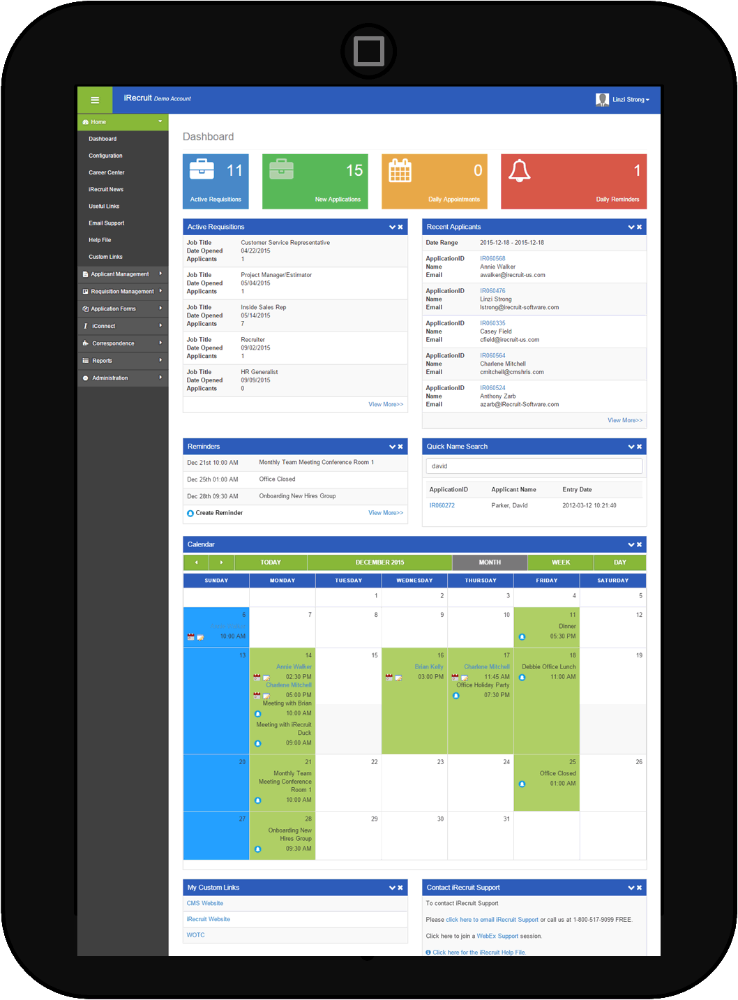 iRecruit Demo Account
Linzi Strong
Home
Dashboard
Configuration
Career Center
iRecruit News
Useful Links
Email Support
Help File
Custom Links
Applicant Management
Requisition Management
Application Forms
iConnect
Correspondence
Reports
Administration
Dashboard
11
Active Requisitions
15
New Applications
0
Daily Appointments
1
Daily Reminders
Active Requisitions
Job Title Customer Service Representative
Date Opened 04/22/2015
Applicants 1
Job Title Project Manager/Estimator
Date Opened 05/04/2015
Applicants 1
Job Title Inside Sales Rep
Date Opened 05/14/2015
Applicants 7
Job Title Recruiter
Date Opened 09/02/2015
Applicants 1
Job Title HR Generalist
Date Opened 09/09/2015
Applicants 0
View More>>
Recent Applicants
Date Range 2015-12-18 - 2015-12-18
ApplicationID IR060568
Name Annie Walker
Email awalker@irecruit-us.com
ApplicationID IR060476
Name Linzi Strong
Email lstrong@irecruit-software.com
ApplicationID IR060335
Name Casey Field
Email cfield@irecruit-us.com
ApplicationID IR060564
Name Charlene Mitchell
Email cmitchell@cmshris.com
ApplicationID IR060524
Name Anthony Zarb
Email azarb@iRecruit-Software.com
View More>>
Reminders
Dec 21st 10:00 AM Monthly Team Meeting Conference Room 1
Dec 25th 01:00 AM Office Closed
Dec 28th 09:30 AM Onboarding New Hires Group
Create Reminder View More>>
Quick Name Search
david
ApplicationID Applicant Name Entry Date
IR060272 Parker, David 2012-03-12 10:21:40
Calendar
TODAY DECEMBER 2015 MONTH WEEK DAY
SUNDAY MONDAY TUESDAY WEDNESDAY THURSDAY FRIDAY SATURDAY
1 2 3 4 5
6 7 8 9 10 11 12
10:00 AM
Dinner
05:30 PM
13 14 15 16 17 18 19
Annie Walker
02:30 PM
Charlene Mitchell
05:00 PM
Meeting with Brian
10:00 AM
Meeting with iRecruit
Duck
09:00 AM
Brian Kelly
03:00 PM
Charlene Mitchell
11:45 AM
Office Holiday Party
07:30 PM
Debbie Office Lunch
11:00 AM
20 21 22 23 24 25 26
Monthly Team
Meeting Conference
Room 1
10:00 AM
Office Closed
01:00 AM
27 28 29 30 31
Onboarding New
Hires Group
09:30 AM
My Custom Links
CMS Website
iRecruit Website
WOTC
Contact iRecruit Support
To contact iRecruit Support
Please click here to email iRecruit Support or call us at 1-800-517-9099 FREE.
Click here to join a WebEx Support session.
Click here for the iRecruit Help File.